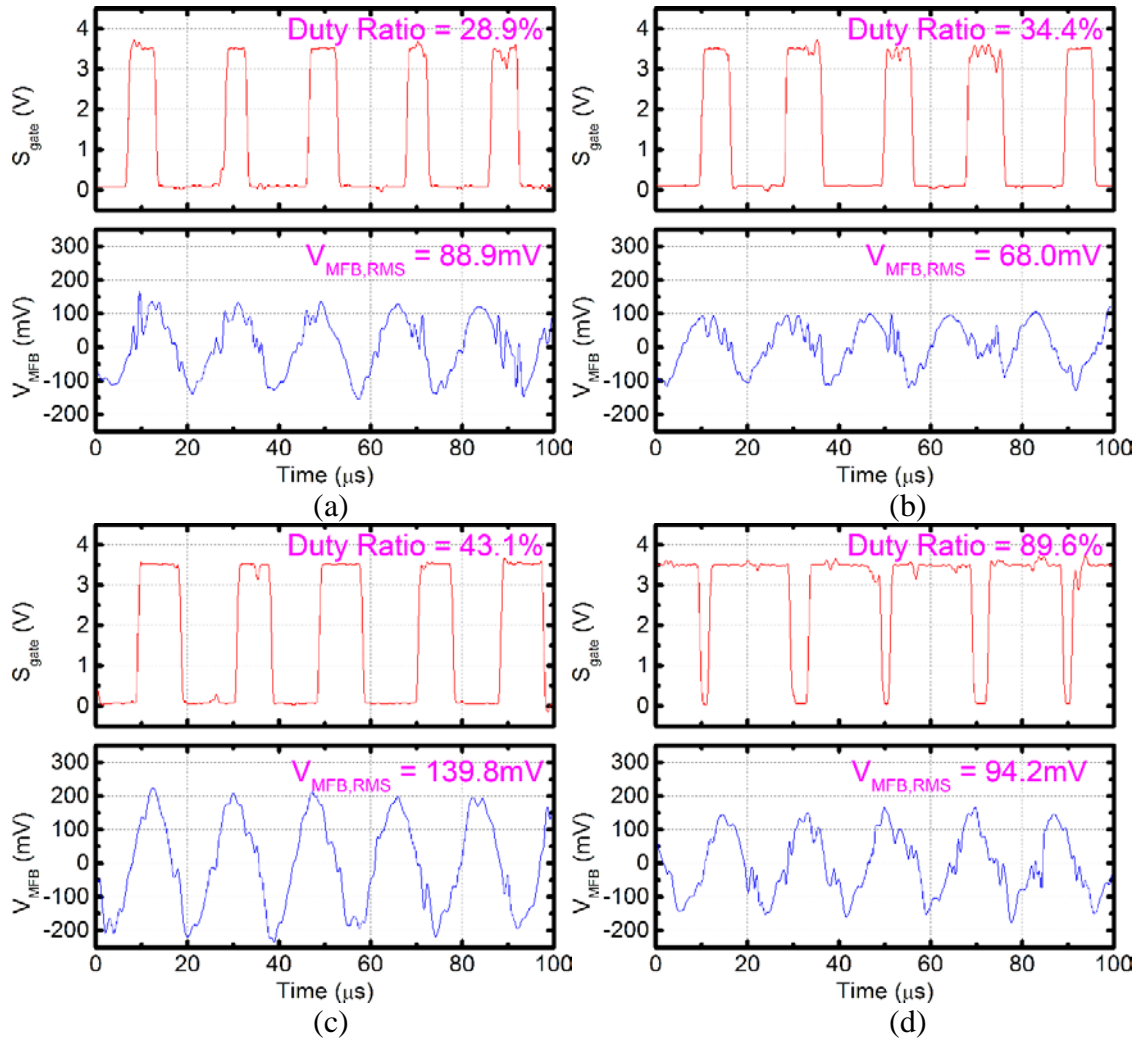 Duty Ratio = 28.9%
4
3
2
1
0
S_gate (V)
V_MFB,RMS = 88.9mV
300
200
100
0
-100
-200
V_MFB (mV)
0 20 40 60 80 100
Time (μs)
(a)
Duty Ratio = 34.4%
4
3
2
1
0
S_gate (V)
V_MFB,RMS = 68.0mV
300
200
100
0
-100
-200
V_MFB (mV)
0 20 40 60 80 100
Time (μs)
(b)
Duty Ratio = 43.1%
4
3
2
1
0
S_gate (V)
V_MFB,RMS = 139.8mV
300
200
100
0
-100
-200
V_MFB (mV)
0 20 40 60 80 100
Time (μs)
(c)
Duty Ratio = 89.6%
4
3
2
1
0
S_gate (V)
V_MFB,RMS = 94.2mV
300
200
100
0
-100
-200
V_MFB (mV)
0 20 40 60 80 100
Time (μs)
(d)